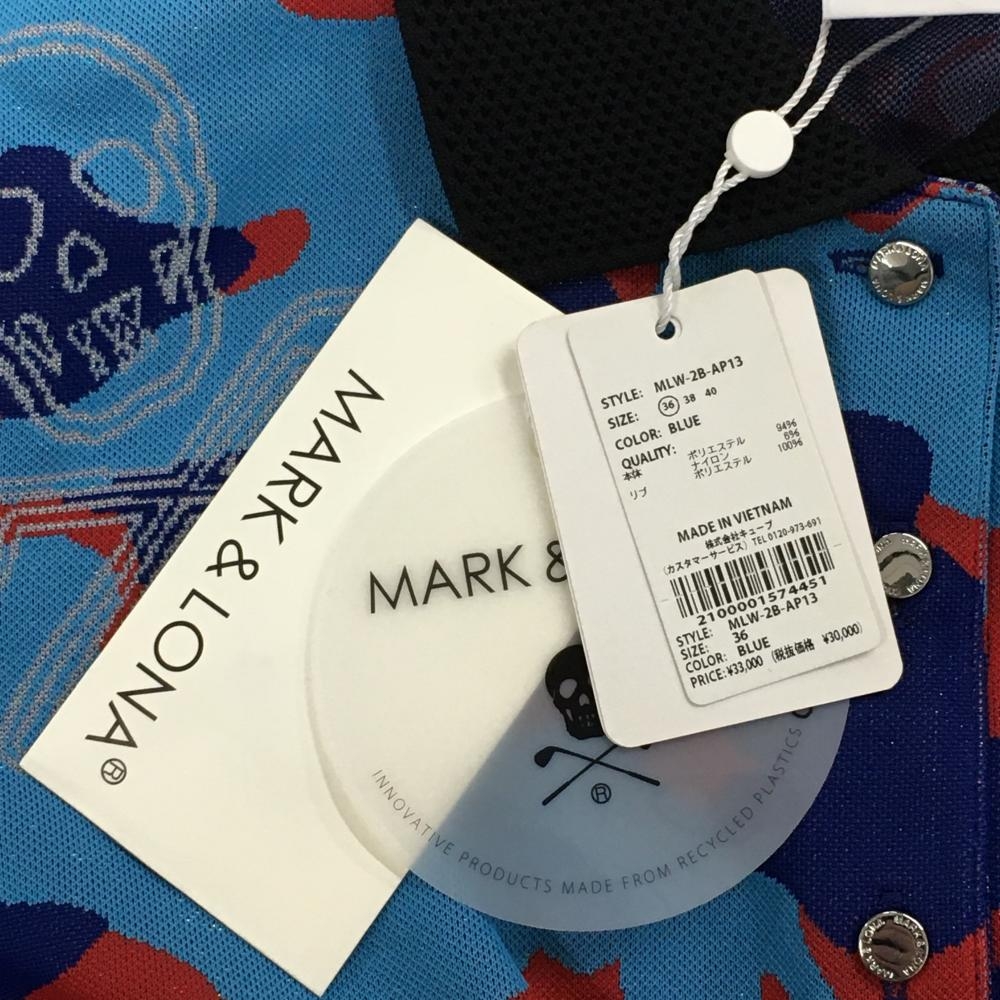 MARK & LONA®
MARK &
®
INNOVATIVE PRODUCTS MADE FROM RECYCLED PLASTICS
STYLE: MLW-2B-AP13
SIZE: 36 38 40
COLOR: BLUE
QUALITY:
本体 ポリエステル 94%
ナイロン 6%
リブ ポリエステル 100%
MADE IN VIETNAM
株式会社キューブ
(カスタマーサービス) TEL 0120-973-691
2100001574451
STYLE: MLW-2B-AP13
SIZE: 36
COLOR: BLUE
PRICE: ¥33,000 (税抜価格 ¥30,000)
MARK & LONA
MARK & LONA